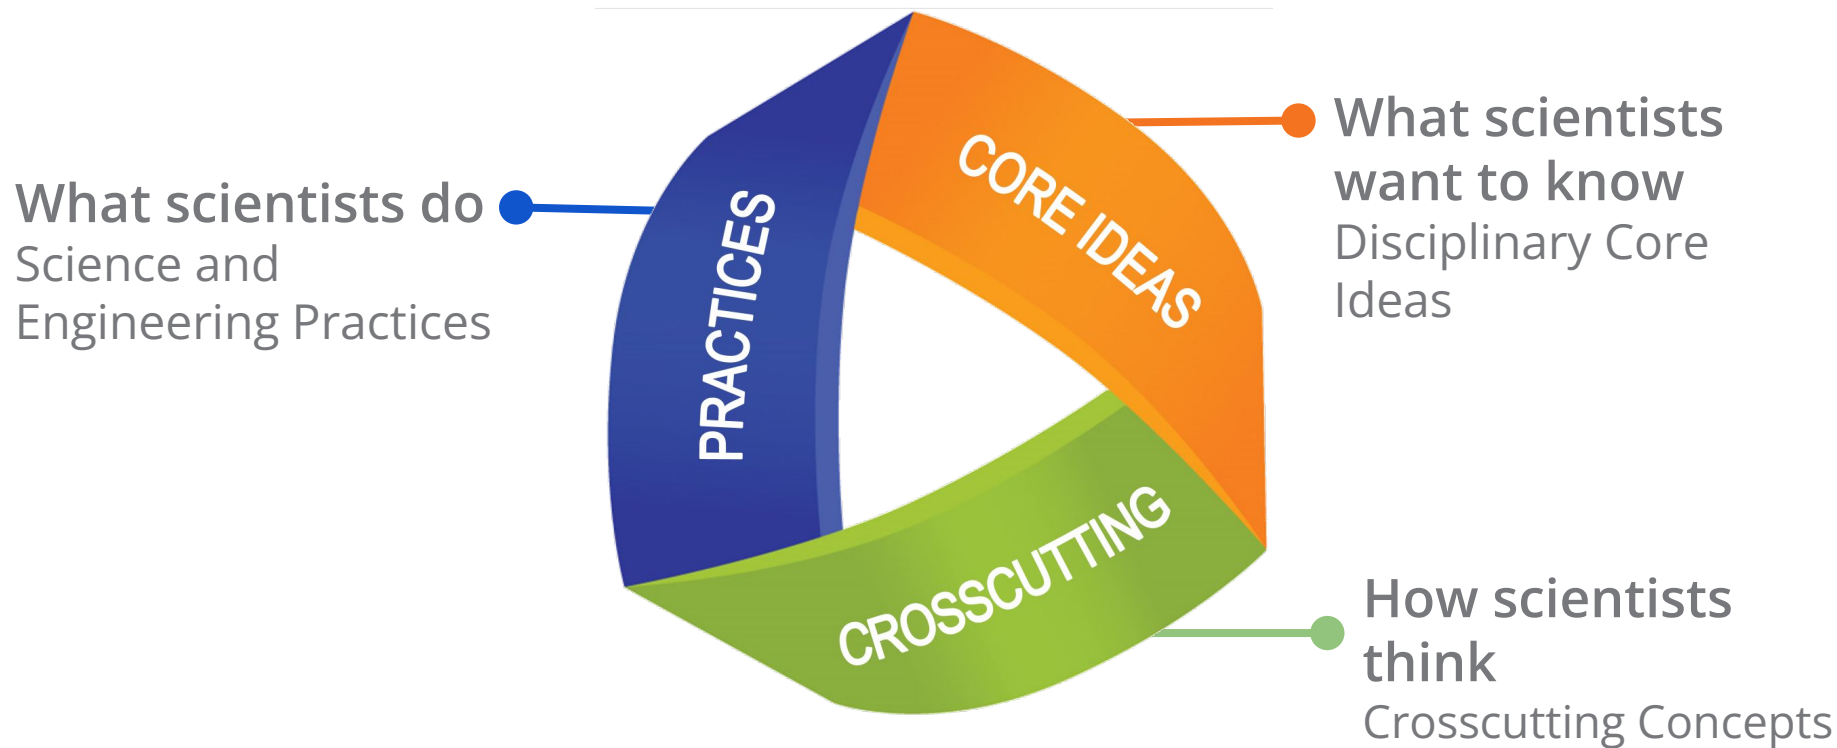 What scientists do
Science and
Engineering Practices
PRACTICES
CORE IDEAS
CROSSCUTTING
What scientists
want to know
Disciplinary Core
Ideas
How scientists
think
Crosscutting Concepts